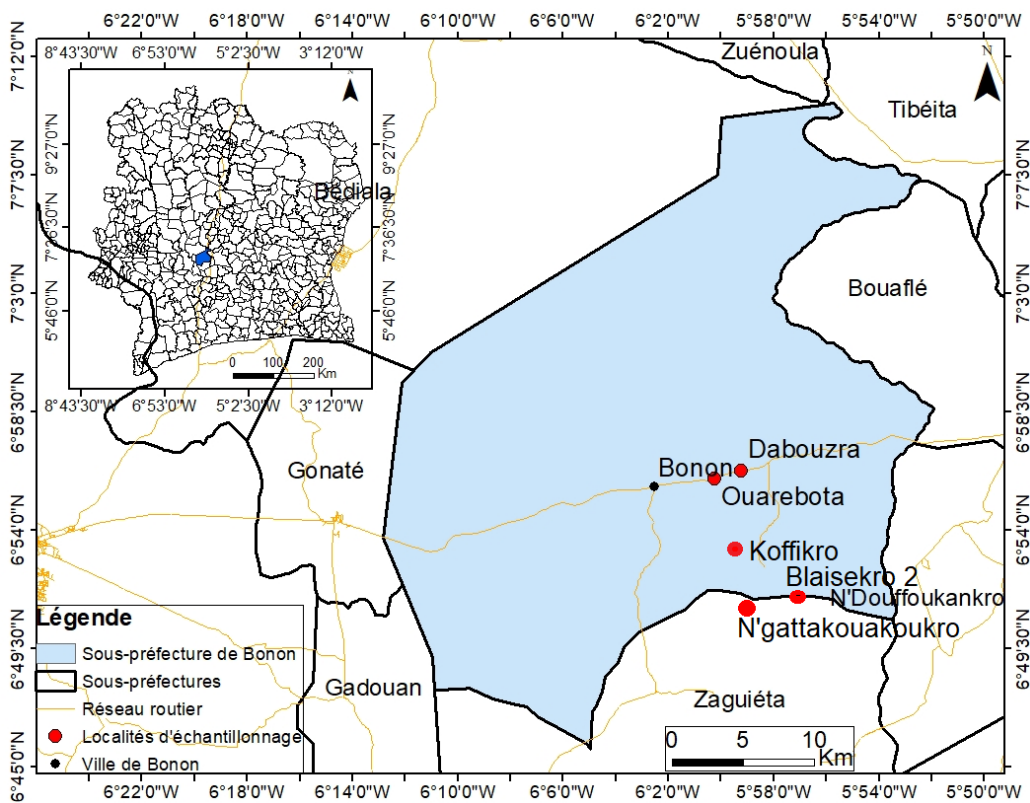 6°22'0"W 6°18'0"W 6°14'0"W 6°10'0"W 6°6'0"W 6°2'0"W 5°58'0"W 5°54'0"W 5°50'0"W
8°43'30"W 6°53'0"W 5°2'30"W 3°12'0"W
7°12'0"N
7°7'30"N
7°3'0"N
6°58'30"N
6°54'0"N
6°49'30"N
6°45'0"N
9°27'0"N
7°36'30"N
5°46'0"N
N
Bédiala
9°27'0"N
7°36'30"N
5°46'0"N
0 100 200
Km
8°43'30"W 6°53'0"W 5°2'30"W 3°12'0"W
Zuénoula
N
Tibéita
Bouaflé
Gonaté
Dabouzra
Bonon
Ouarebota
Koffikro
Blaisekro 2
N'Douffoukankro
N'gattakouakoukro
Gadouan
Zaguiéta
Légende
Sous-préfecture de Bonon
Sous-préfectures
Réseau routier
Localités d'échantillonnage
Ville de Bonon
0 5 10
Km
7°12'0"N
7°7'30"N
7°3'0"N
6°58'30"N
6°54'0"N
6°49'30"N
6°45'0"N
6°22'0"W 6°18'0"W 6°14'0"W 6°10'0"W 6°6'0"W 6°2'0"W 5°58'0"W 5°54'0"W 5°50'0"W